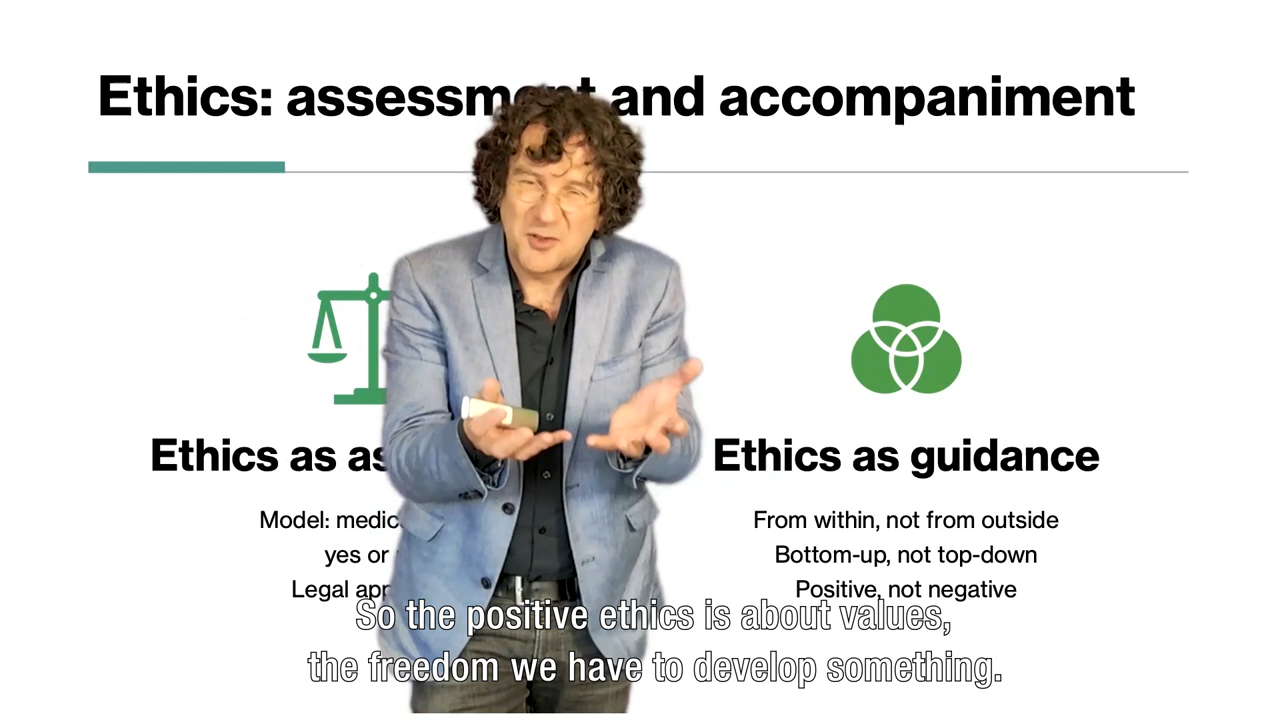 Ethics: assessment and accompaniment
Ethics as as
Model: medic
yes or
Legal app
Ethics as guidance
From within, not from outside
Bottom-up, not top-down
Positive, not negative
So the positive ethics is about values,
the freedom we have to develop something.